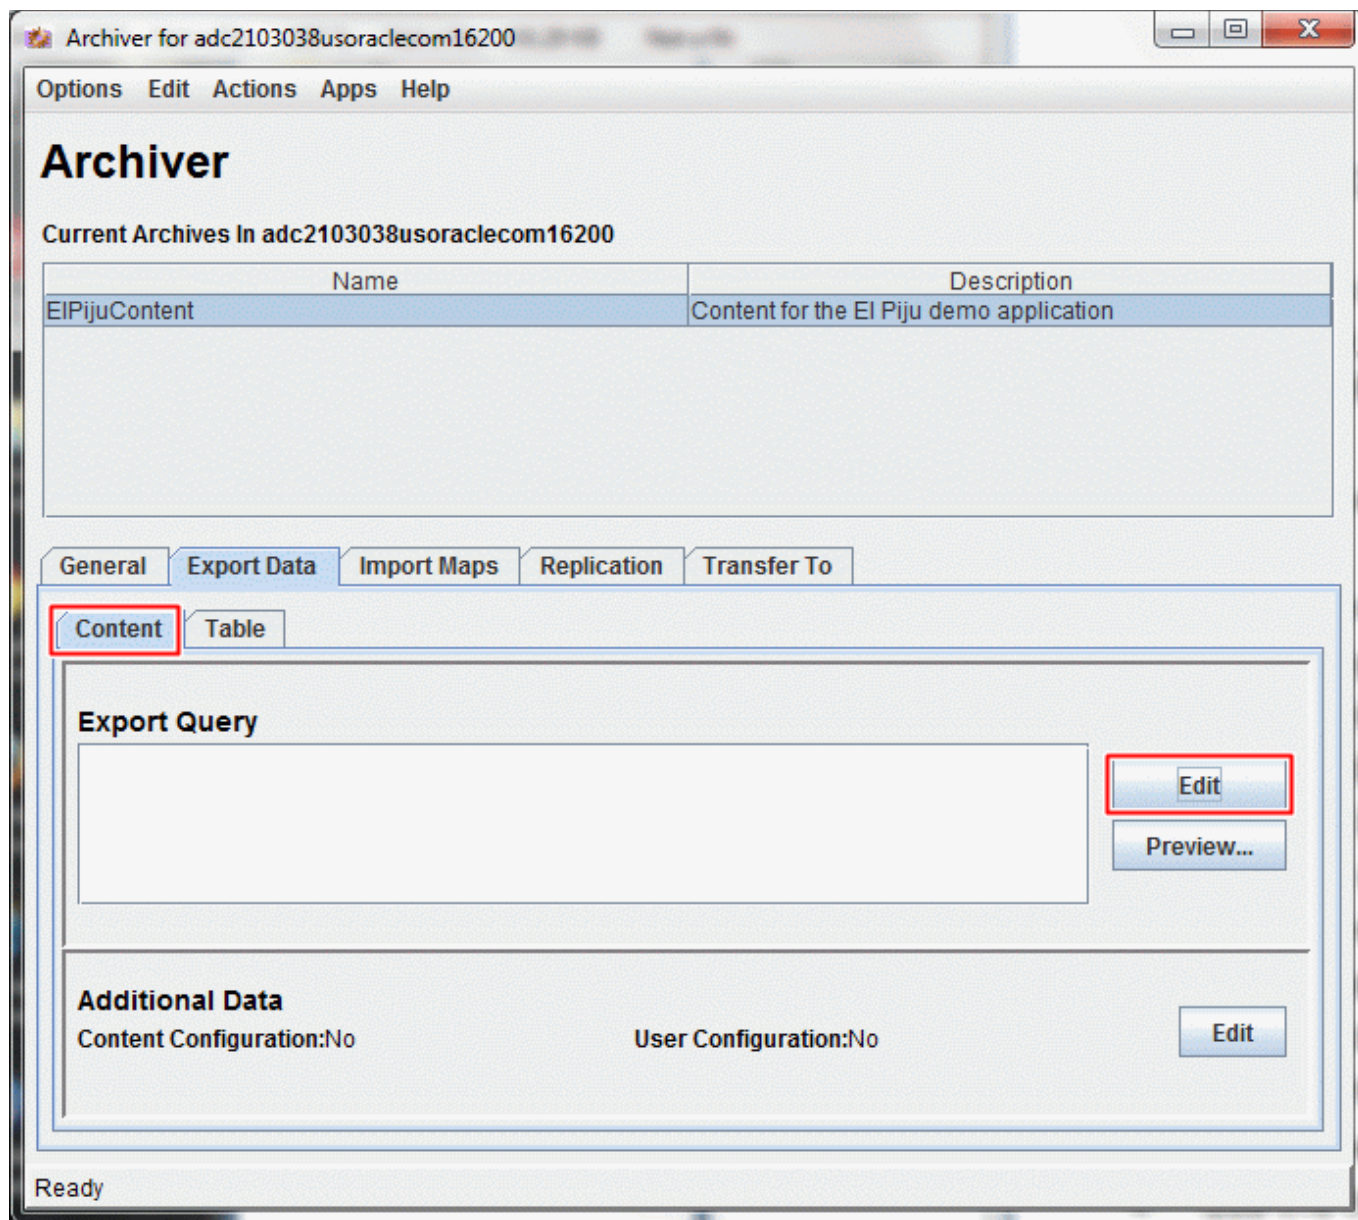 Archiver for adc2103038usoraclecom16200
Options Edit Actions Apps Help
Archiver
Current Archives In adc2103038usoraclecom16200
Name Description
ElPijuContent Content for the El Piju demo application
General Export Data Import Maps Replication Transfer To
Content Table
Export Query
Edit
Preview...
Additional Data
Content Configuration:No User Configuration:No
Edit
Ready